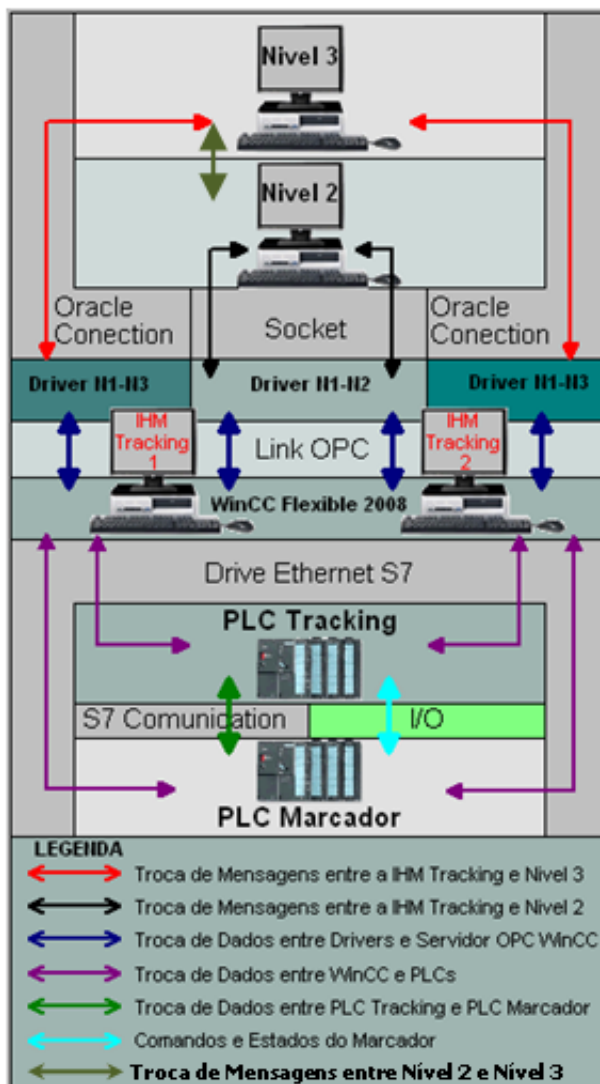 Nivel 3
Nivel 2
Oracle
Conection
Socket
Oracle
Conection
Driver N1-N3
Driver N1-N2
Driver N1-N3
IHM
Tracking
1
Link OPC
IHM
Tracking
2
WinCC Flexible 2008
Drive Ethernet S7
PLC Tracking
S7 Comunication
I/O
PLC Marcador
LEGENDA
Troca de Mensagens entre a IHM Tracking e Nivel 3
Troca de Mensagens entre a IHM Tracking e Nivel 2
Troca de Dados entre Drivers e Servidor OPC WinCC
Troca de Dados entre WinCC e PLCs
Troca de Dados entre PLC Tracking e PLC Marcador
Comandos e Estados do Marcador
Troca de Mensagens entre Nível 2 e Nível 3